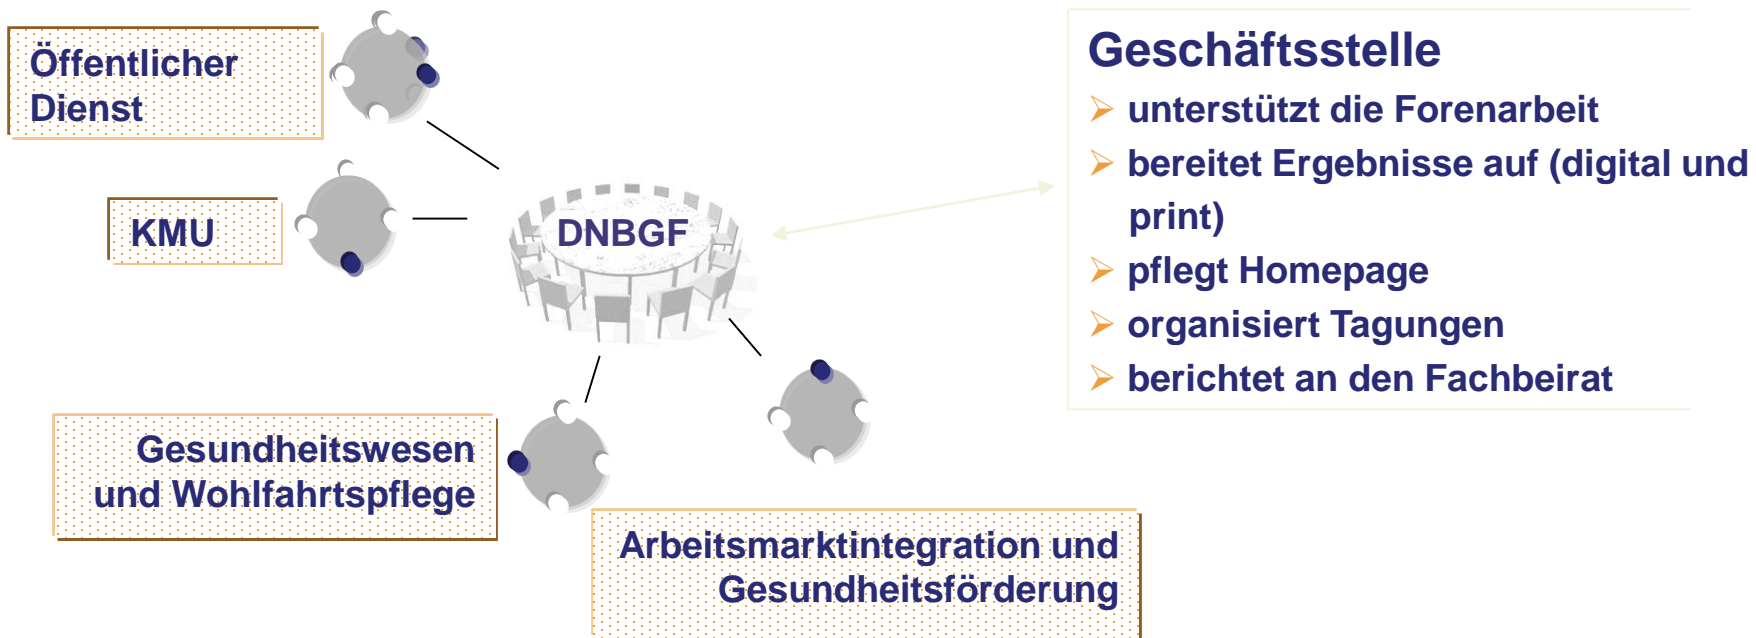 Öffentlicher
Dienst
KMU
DNBGF
Gesundheitswesen
und Wohlfahrtspflege
Arbeitsmarktintegration und
Gesundheitsförderung
Geschäftsstelle
➢ unterstützt die Forenarbeit
➢ bereitet Ergebnisse auf (digital und
print)
➢ pflegt Homepage
➢ organisiert Tagungen
➢ berichtet an den Fachbeirat